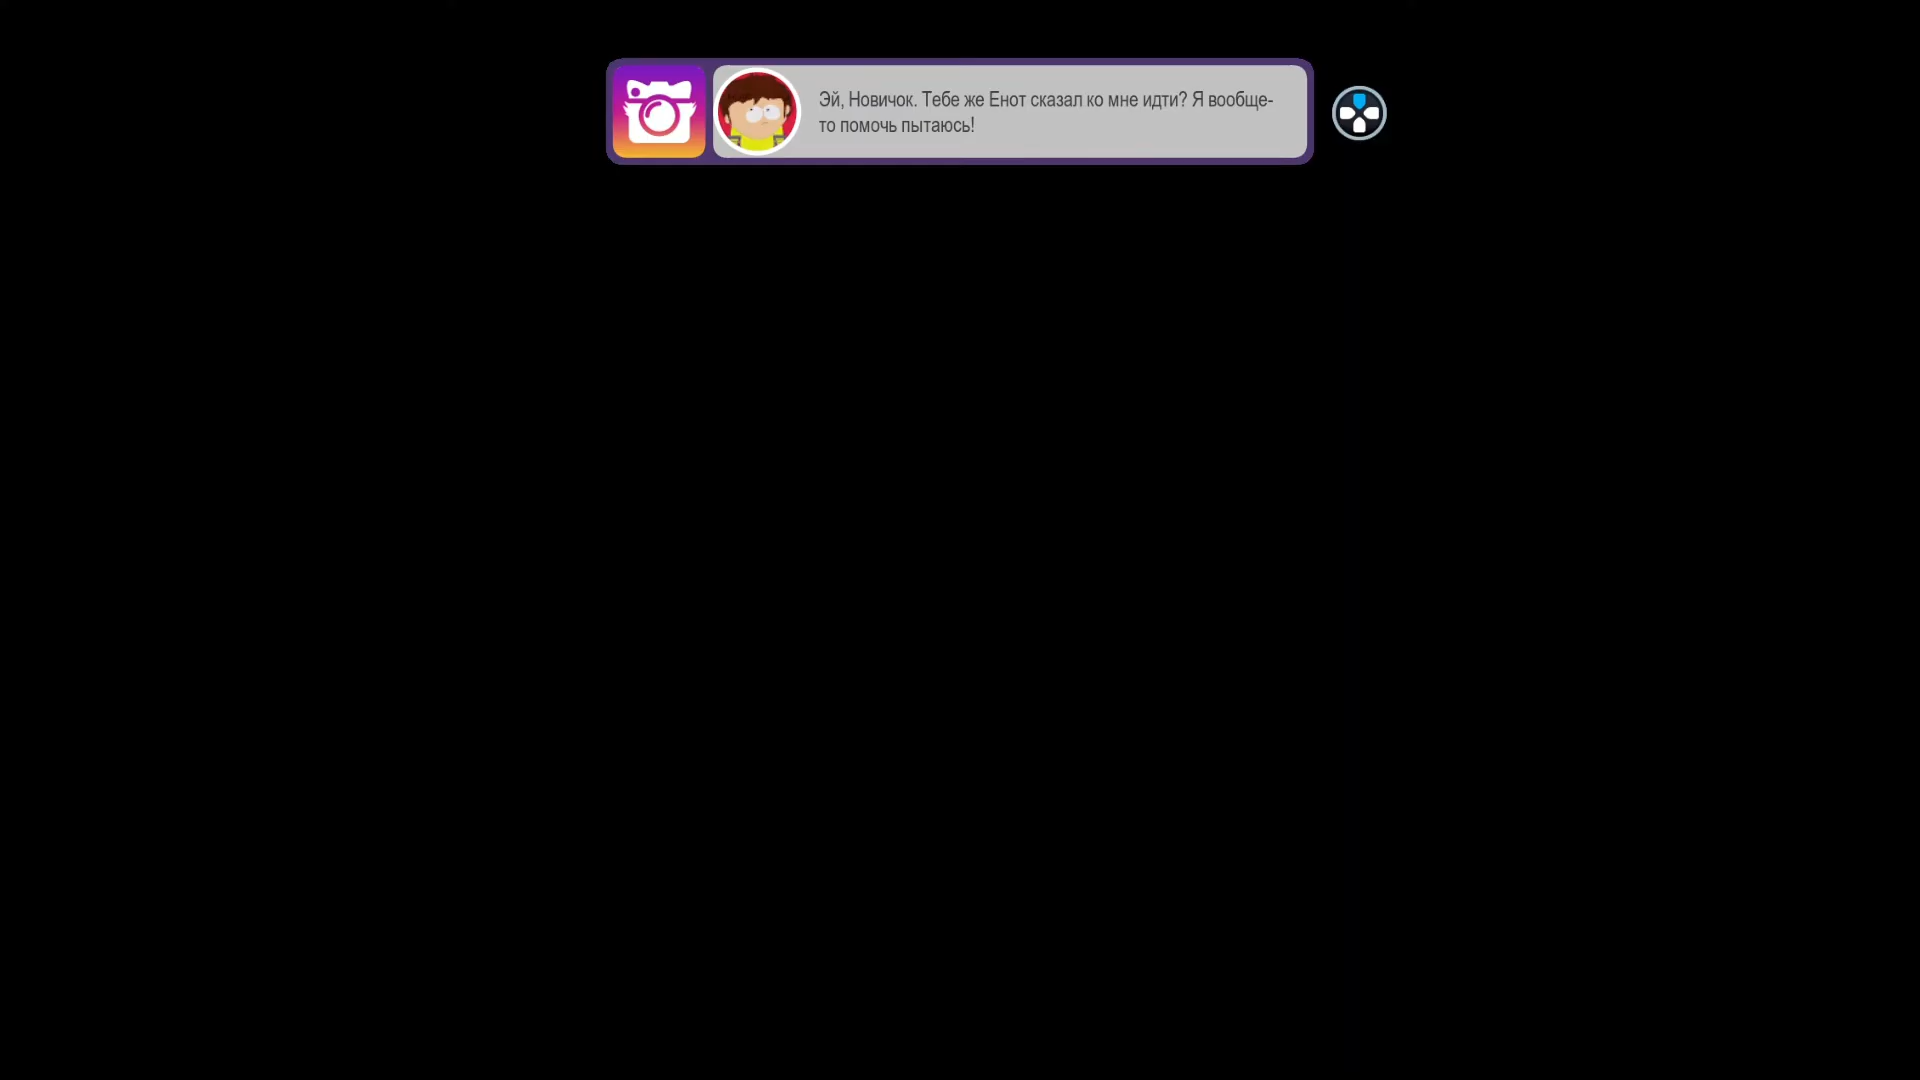 Эй, Новичок. Тебе же Енот сказал ко мне идти? Я вообще-
то помочь пытаюсь!